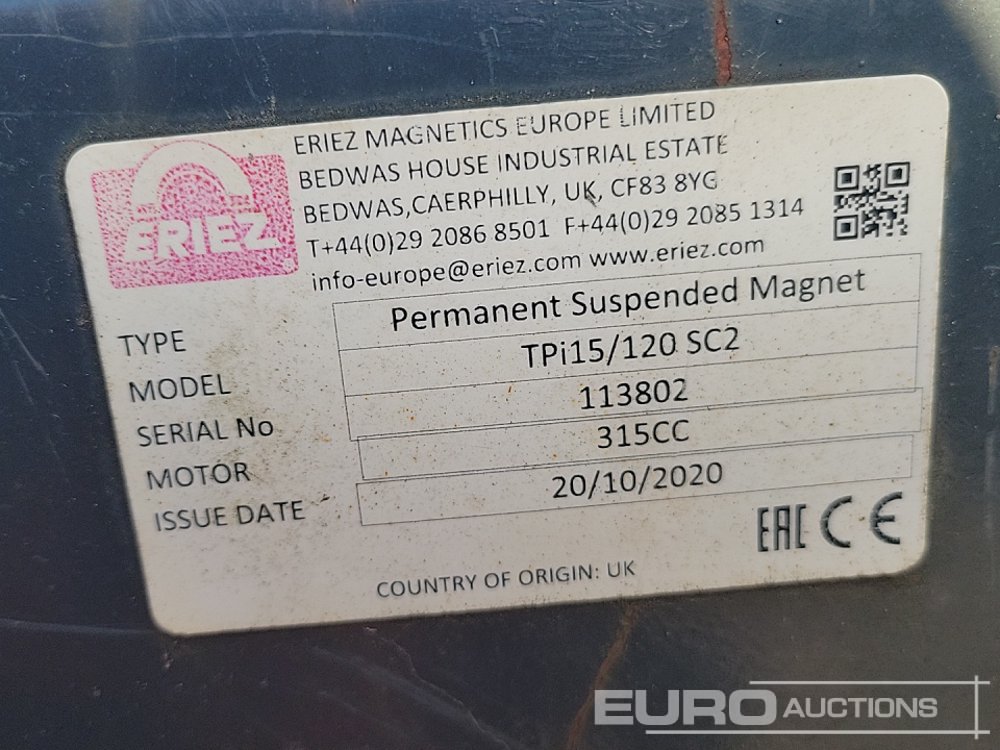 ERIEZ
ERIEZ MAGNETICS EUROPE LIMITED
BEDWAS HOUSE INDUSTRIAL ESTATE
BEDWAS,CAERPHILLY, UK, CF83 8YG
T+44(0)29 2086 8501 F+44(0)29 2085 1314
info-europe@eriez.com www.eriez.com
TYPE Permanent Suspended Magnet
MODEL TPi15/120 SC2
SERIAL No 113802
MOTOR 315CC
ISSUE DATE 20/10/2020
EAC CE
COUNTRY OF ORIGIN: UK
EURO AUCTIONS